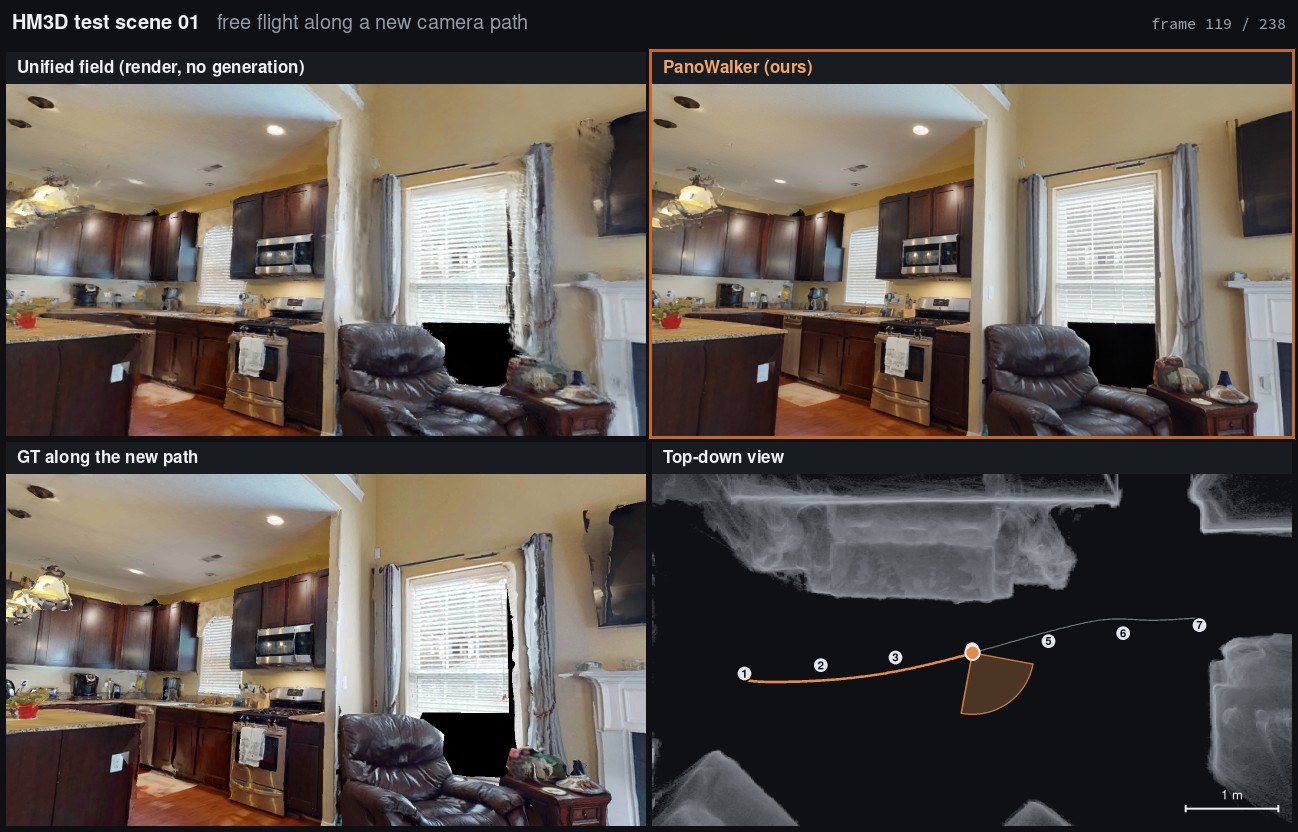 HM3D test scene 01 free flight along a new camera path frame 119 / 238
Unified field (render, no generation)
PanoWalker (ours)
GT along the new path
Top-down view
1 2 3 5 6 7
1 m